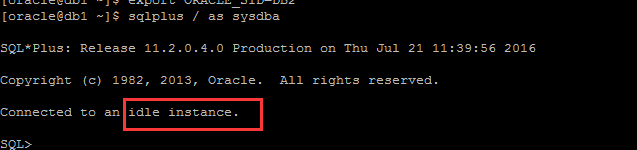 [oracle@db1 ~]$ export ORACLE_SID=DB2
[oracle@db1 ~]$ sqlplus / as sysdba
SQL*Plus: Release 11.2.0.4.0 Production on Thu Jul 21 11:39:56 2016
Copyright (c) 1982, 2013, Oracle.  All rights reserved.
Connected to an idle instance.
SQL>